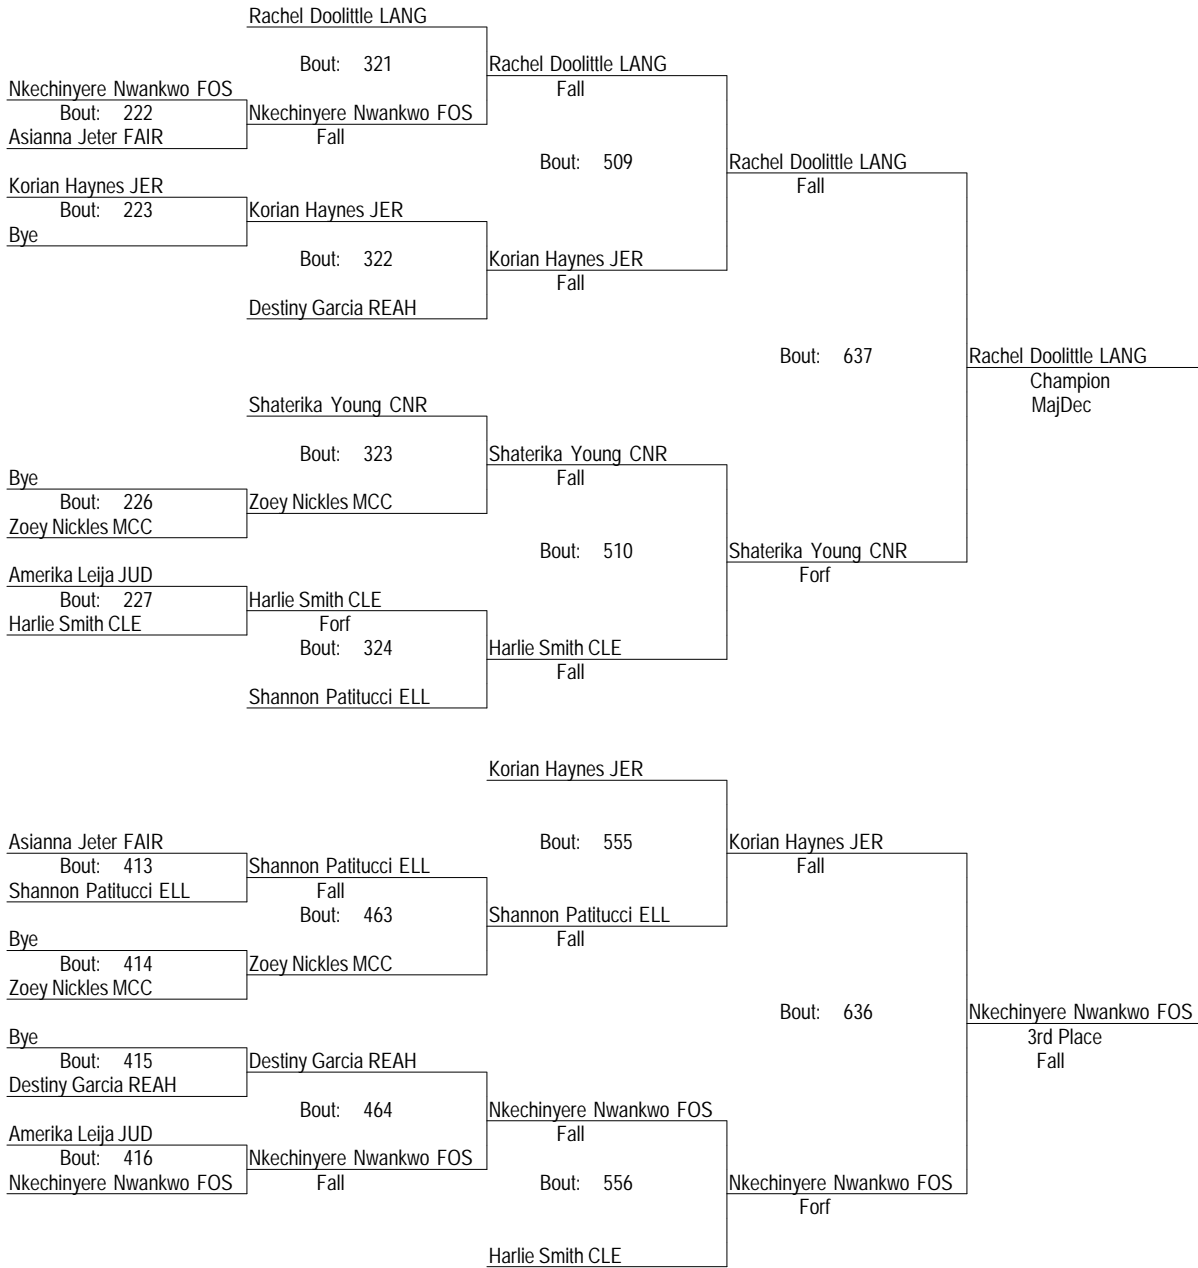 Rachel Doolittle LANG
Bout: 321
Rachel Doolittle LANG
Fall
Nkechinyere Nwankwo FOS
Bout: 222
Asianna Jeter FAIR
Nkechinyere Nwankwo FOS
Fall
Bout: 509
Rachel Doolittle LANG
Fall
Korian Haynes JER
Bout: 223
Bye
Korian Haynes JER
Bout: 322
Korian Haynes JER
Fall
Destiny Garcia REAH
Bout: 637
Rachel Doolittle LANG
Champion
MajDec
Shaterika Young CNR
Bout: 323
Shaterika Young CNR
Fall
Bye
Bout: 226
Zoey Nickles MCC
Zoey Nickles MCC
Bout: 510
Shaterika Young CNR
Forf
Amerika Leija JUD
Bout: 227
Harlie Smith CLE
Harlie Smith CLE
Forf
Bout: 324
Harlie Smith CLE
Fall
Shannon Patitucci ELL
Korian Haynes JER
Asianna Jeter FAIR
Bout: 413
Shannon Patitucci ELL
Shannon Patitucci ELL
Fall
Bout: 555
Korian Haynes JER
Fall
Bout: 463
Shannon Patitucci ELL
Fall
Bye
Bout: 414
Zoey Nickles MCC
Zoey Nickles MCC
Bout: 636
Nkechinyere Nwankwo FOS
3rd Place
Fall
Bye
Bout: 415
Destiny Garcia REAH
Destiny Garcia REAH
Bout: 464
Nkechinyere Nwankwo FOS
Fall
Amerika Leija JUD
Bout: 416
Nkechinyere Nwankwo FOS
Nkechinyere Nwankwo FOS
Fall
Bout: 556
Nkechinyere Nwankwo FOS
Forf
Harlie Smith CLE